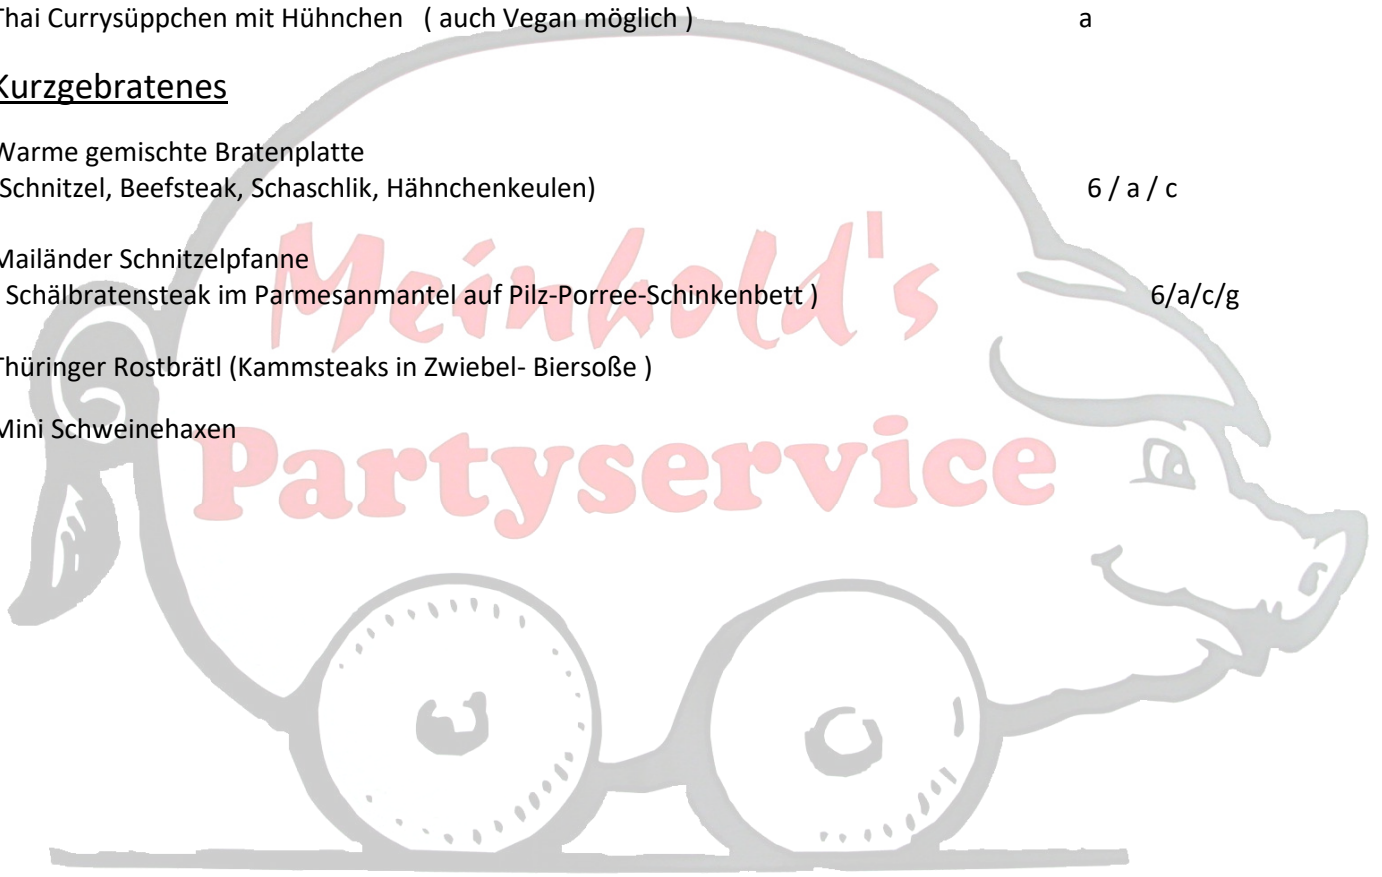 Thai Currysüppchen mit Hühnchen ( auch Vegan möglich ) a
Kurzgebratenes
Warme gemischte Bratenplatte
Schnitzel, Beefsteak, Schaschlik, Hähnchenkeulen) 6 / a / c
Mailänder Schnitzelpfanne
Schälbratensteak im Parmesanmantel auf Pilz-Porree-Schinkenbett ) 6/a/c/g
Thüringer Rostbrätl (Kammsteaks in Zwiebel- Biersoße )
Mini Schweinehaxen
Meinhold's
Partyservice